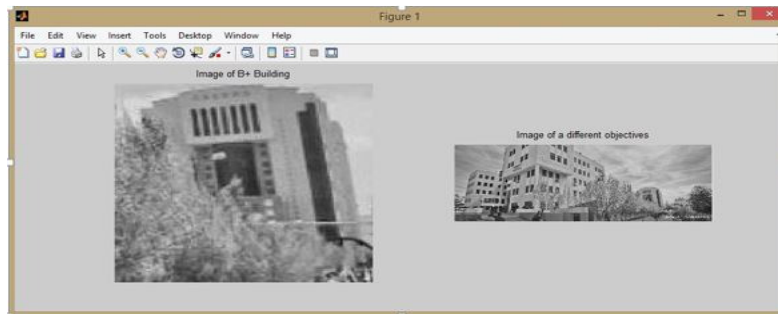 Figure 1
File Edit View Insert Tools Desktop Window Help
Image of B+ Building
Image of a different objectives